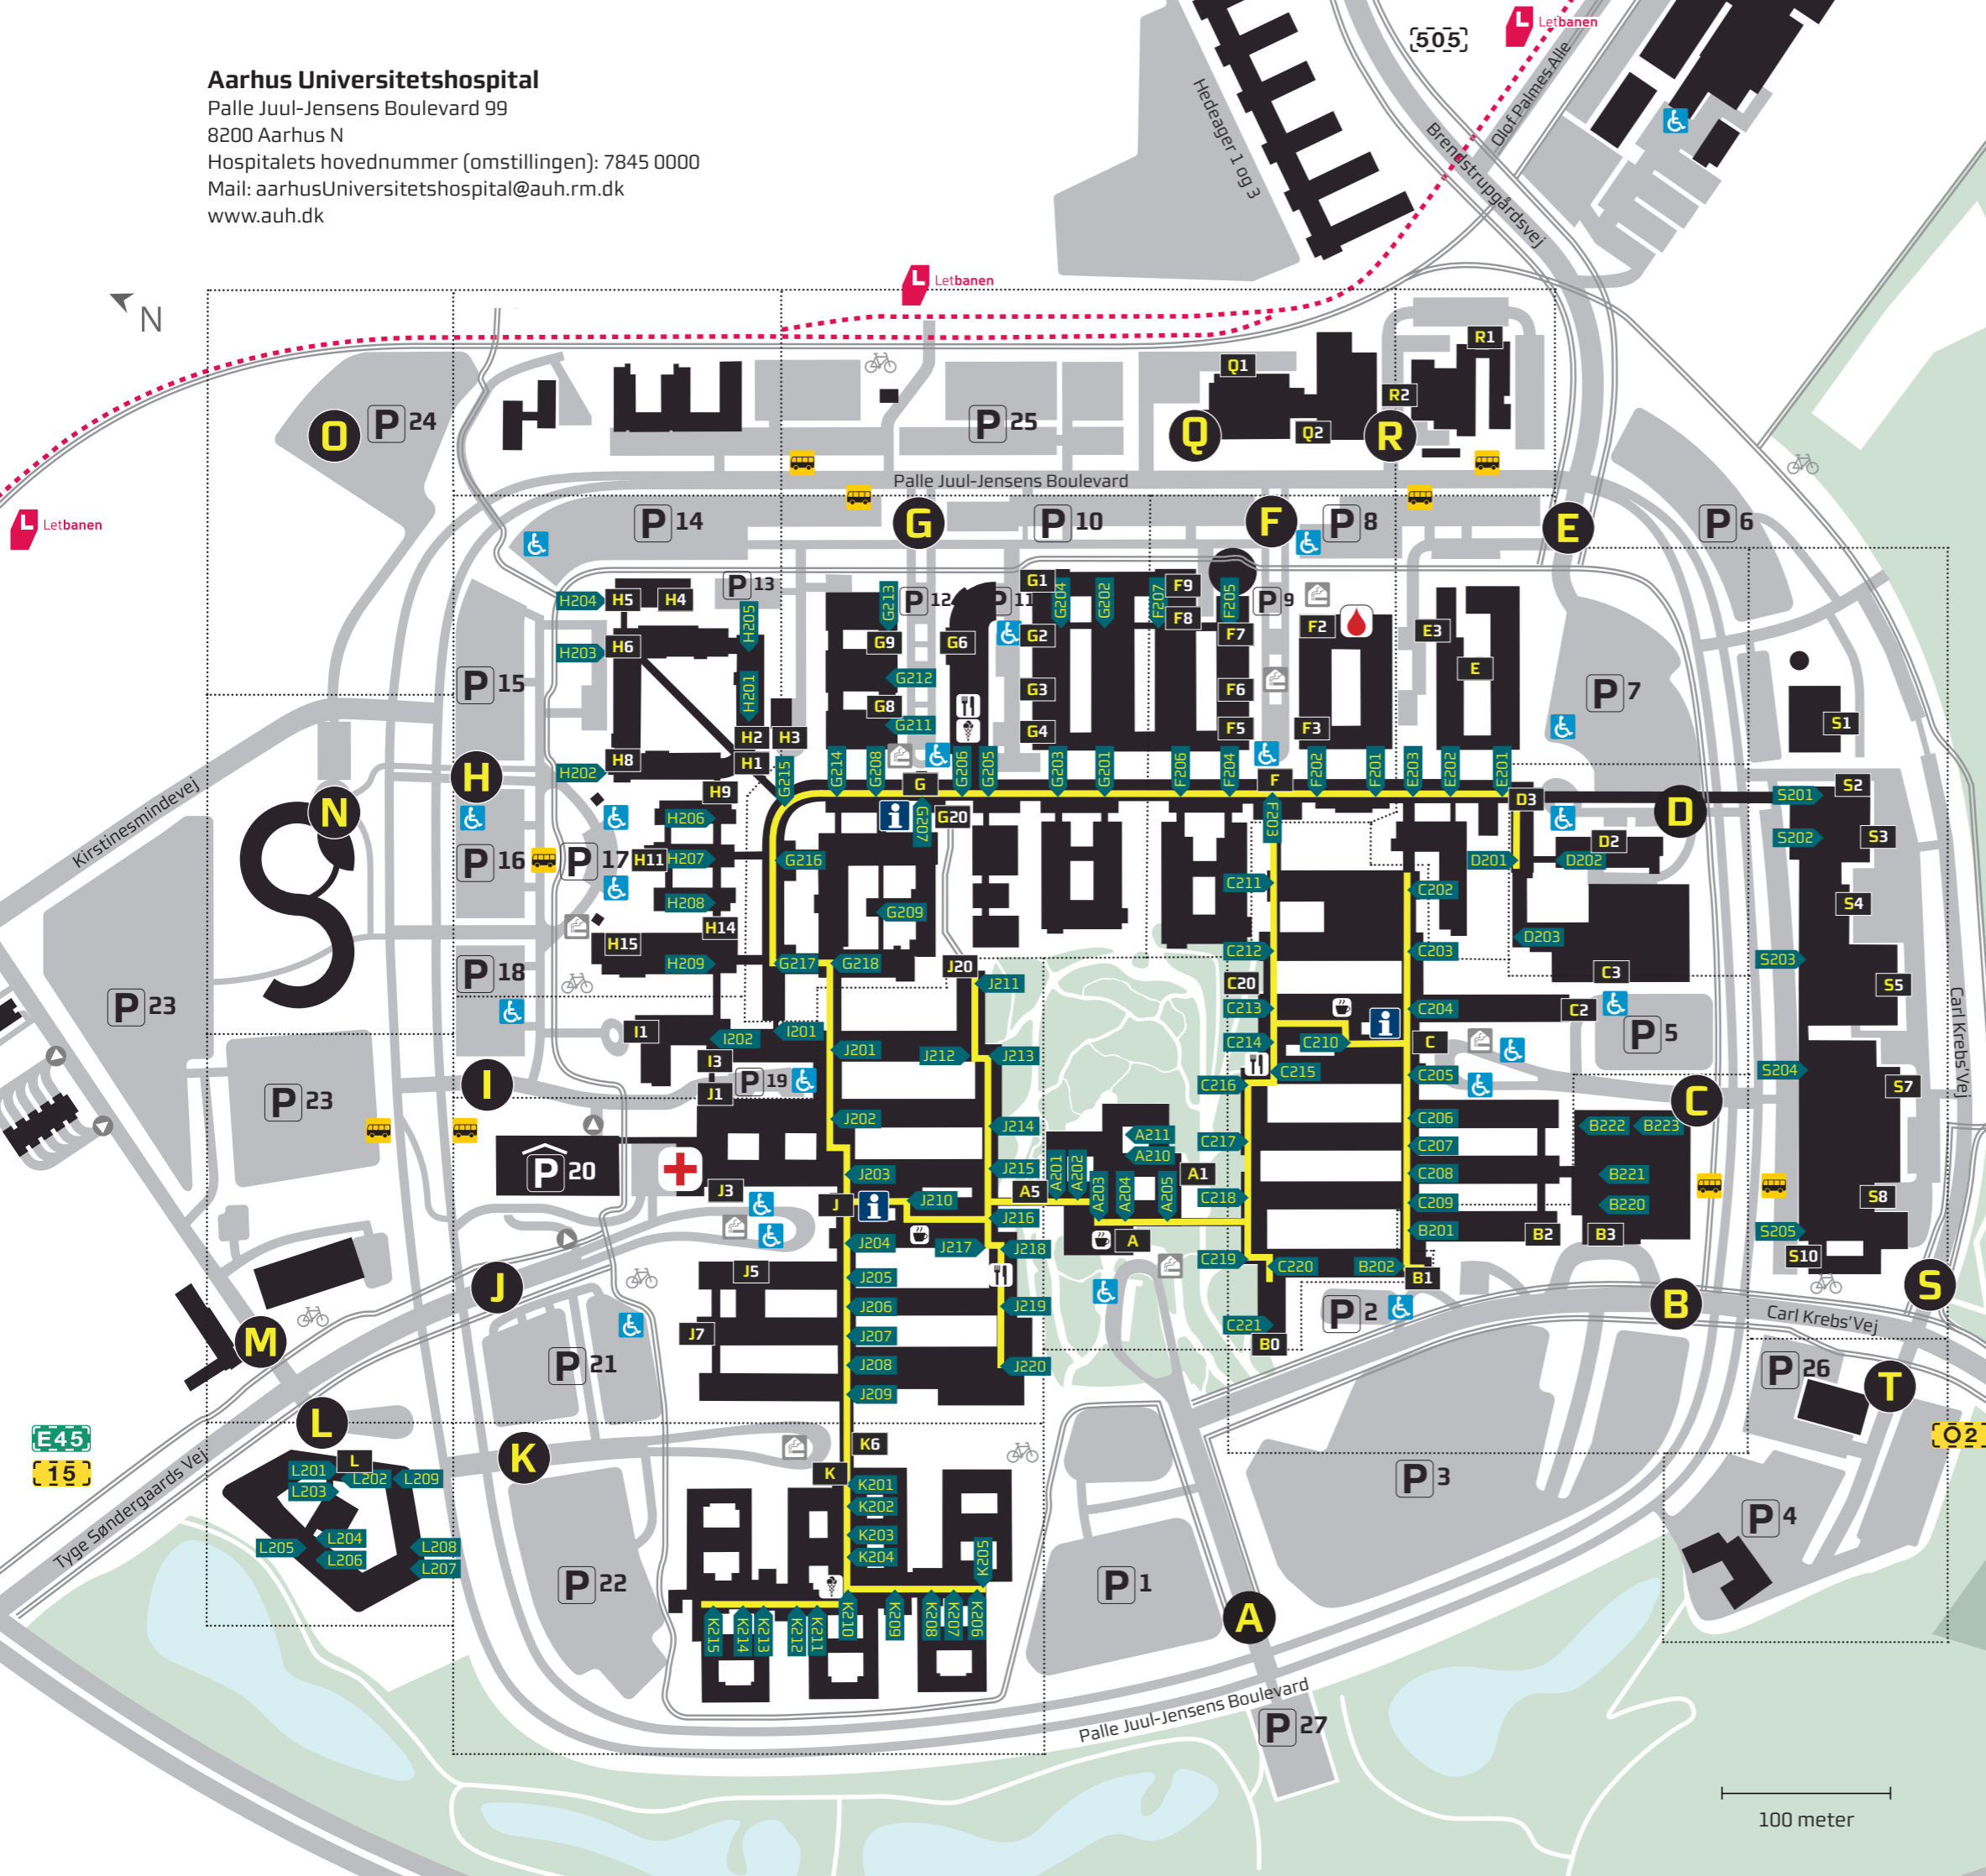 Aarhus Universitetshospital
Palle Juul-Jensens Boulevard 99
8200 Aarhus N
Hospitalets hovednummer (omstillingen): 7845 0000
Mail: aarhusUniversitetshospital@auh.rm.dk
www.auh.dk
505
L Letbanen
Olof Palmes Alle
Brendstrupgårdsvej
Hedeager 1 og 3
L Letbanen
N
L Letbanen
O
P 24
P 25
Q1
Q
Q2
R1
R2
R
Palle Juul-Jensens Boulevard
P 14
G
P 10
F
P 8
E
P 6
H204
H5
H4
P 13
H205
G213
P 12
P 11
G1
G204
G202
F207
F9
F8
F205
P 9
F2
E3
H203
H6
G9
G6
G2
F7
E
P 15
H201
G212
G8
G211
G3
G4
F6
F5
F3
P 7
S1
H2
H3
H8
H1
H202
H
H9
G215
G214
G208
G
G206
G205
G203
G201
F206
F204
F
F202
F201
E203
E202
E201
D3
D
S201
S2
N
H206
i
G207
G20
F203
S202
S3
D2
Kirstinesmindevej
P 16
P 17
H11
H207
G216
D201
D202
C211
C202
H208
G209
S4
H14
H15
D203
H209
G217
G218
J20
C212
C203
S203
P 18
J211
C20
C3
S5
P 23
C213
C204
C2
I1
I202
I201
J201
J212
J213
C214
C210
i
C
P 5
Carl Krebs'Vej
I3
C215
C205
S204
I
P 19
J1
C216
S7
P 23
J202
J214
A211
A210
C217
C206
C207
B222
B223
C
P 20
J3
J203
J215
A201
A202
A203
A204
A205
A1
C208
B221
J
i
J210
A5
C218
C209
B220
S8
J216
J204
J217
J218
A
B201
B2
B3
S205
S10
J
J5
J205
C219
C220
B202
B1
B
S
J206
J219
P 2
Carl Krebs'Vej
M
J7
J207
C221
B0
P 21
J208
J220
P 26
J209
T
L
E45
15
K
K6
O2
L
L201
L202
L209
L203
K
K201
P 3
K202
P 4
L205
L204
L206
L208
L207
K203
K204
K205
Tyge Søndergaards Vej
P 22
P 1
K215
K214
K213
K212
K211
K210
K209
K208
K207
K206
A
Palle Juul-Jensens Boulevard
P 27
100 meter